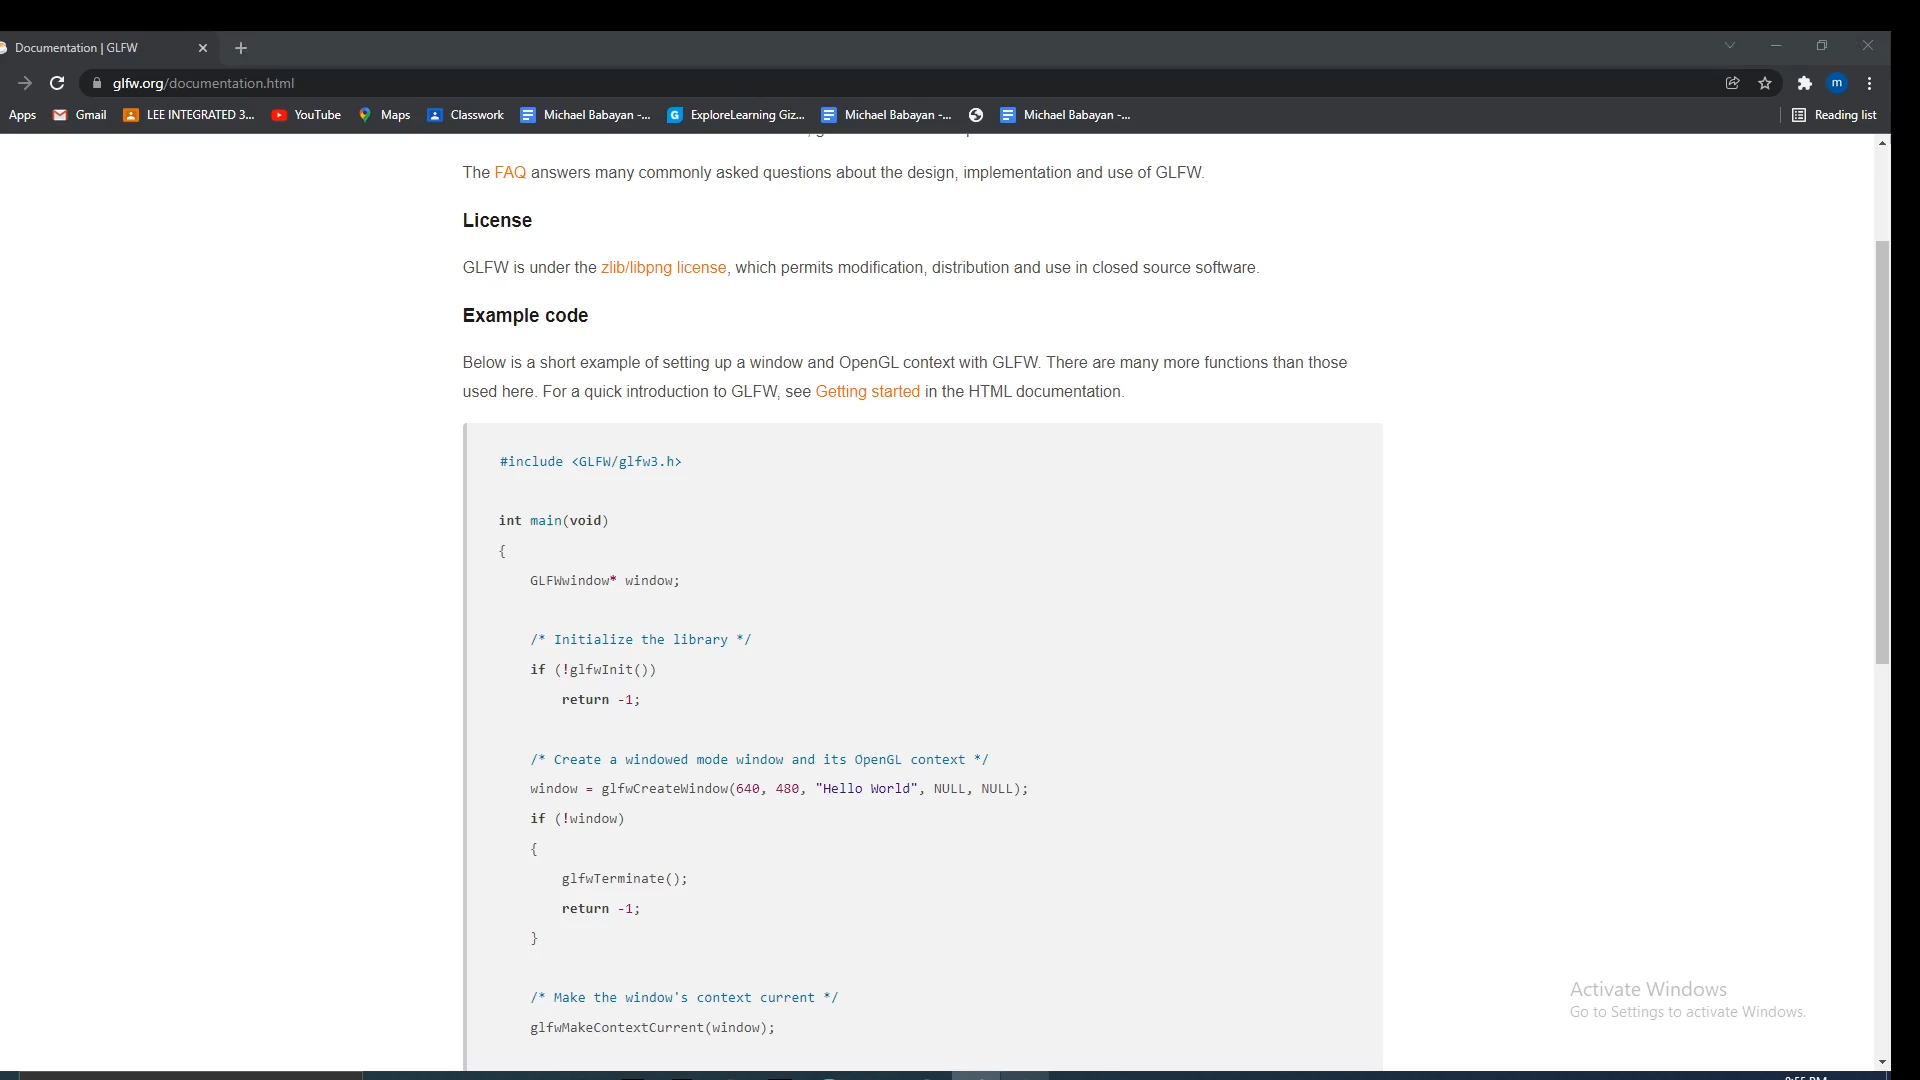 Documentation | GLFW
glfw.org/documentation.html
Apps Gmail LEE INTEGRATED 3... YouTube Maps Classwork Michael Babayan -... ExploreLearning Giz... Michael Babayan -... Michael Babayan -... Reading list
The FAQ answers many commonly asked questions about the design, implementation and use of GLFW.
License
GLFW is under the zlib/libpng license, which permits modification, distribution and use in closed source software.
Example code
Below is a short example of setting up a window and OpenGL context with GLFW. There are many more functions than those
used here. For a quick introduction to GLFW, see Getting started in the HTML documentation.
#include <GLFW/glfw3.h>
int main(void)
{
GLFWwindow* window;
/* Initialize the library */
if (!glfwInit())
return -1;
/* Create a windowed mode window and its OpenGL context */
window = glfwCreateWindow(640, 480, "Hello World", NULL, NULL);
if (!window)
{
glfwTerminate();
return -1;
}
/* Make the window's context current */
glfwMakeContextCurrent(window);
Activate Windows
Go to Settings to activate Windows.